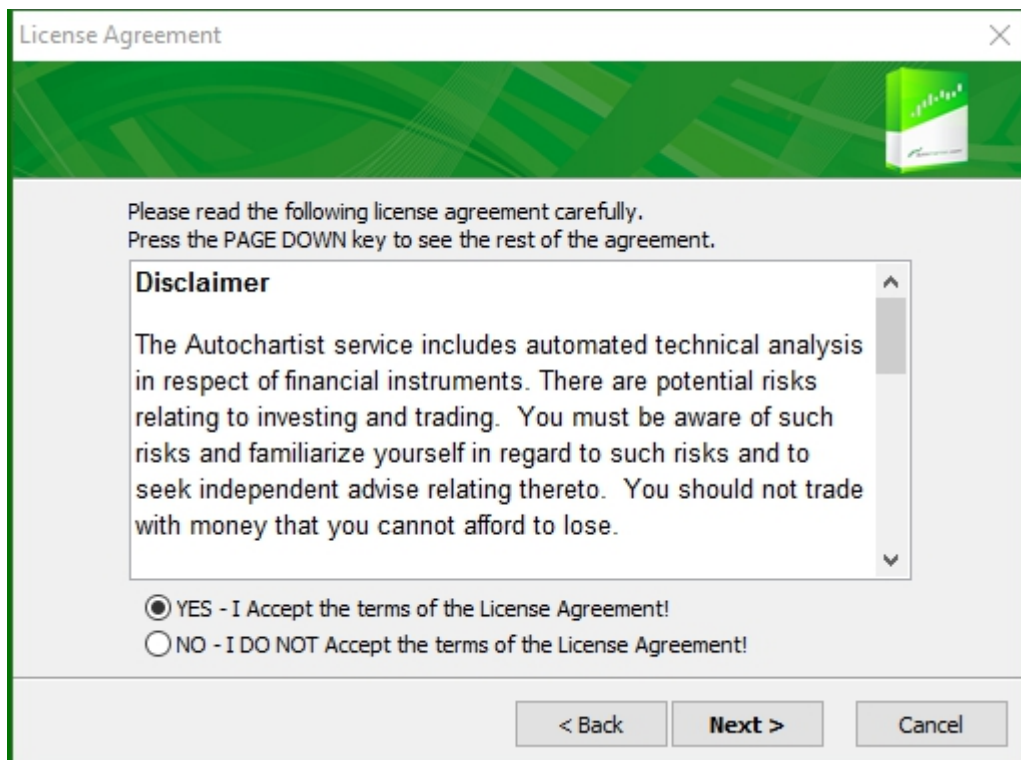 License Agreement
Please read the following license agreement carefully.
Press the PAGE DOWN key to see the rest of the agreement.
Disclaimer
The Autochartist service includes automated technical analysis
in respect of financial instruments. There are potential risks
relating to investing and trading.  You must be aware of such
risks and familiarize yourself in regard to such risks and to
seek independent advise relating thereto.  You should not trade
with money that you cannot afford to lose.
YES - I Accept the terms of the License Agreement!
NO - I DO NOT Accept the terms of the License Agreement!
< Back
Next >
Cancel